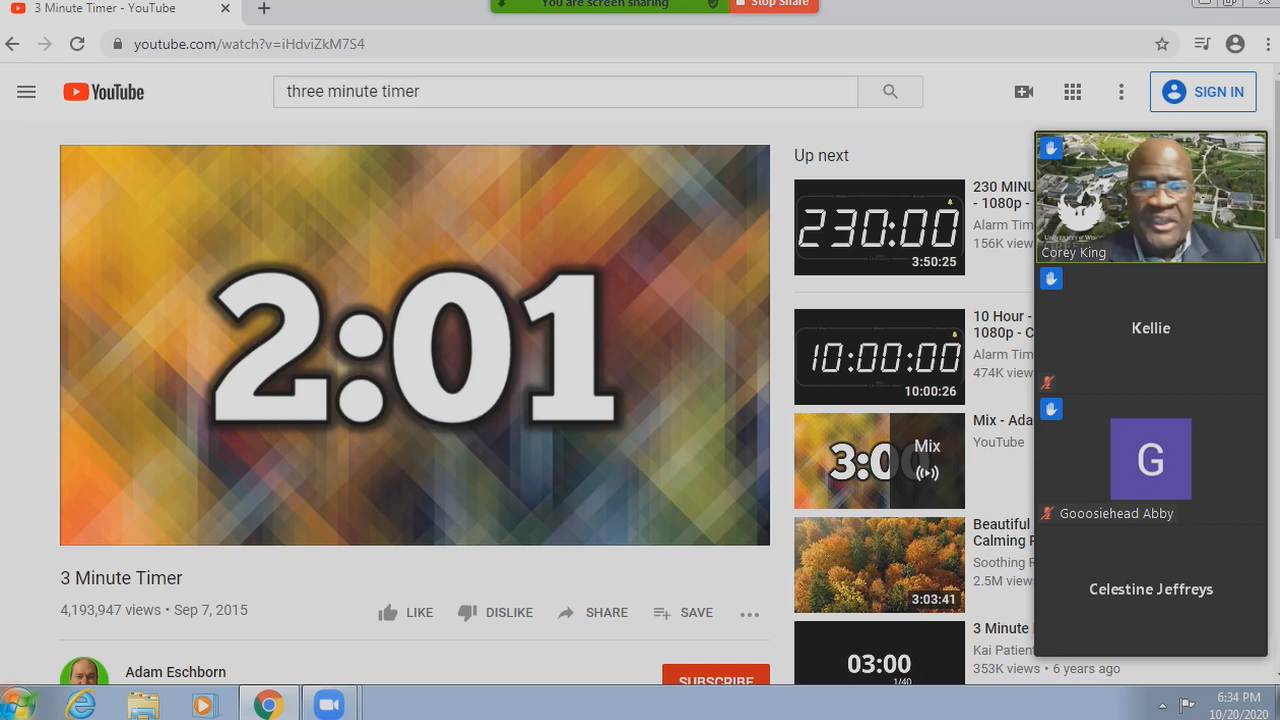 3 Minute Timer - YouTube
You are screen sharing
Stop Share
youtube.com/watch?v=iHdviZkM7S4
YouTube
three minute timer
SIGN IN
2:01
3 Minute Timer
4,193,947 views • Sep 7, 2015
LIKE
DISLIKE
SHARE
SAVE
Adam Eschborn
SUBSCRIBE
Up next
230:00
3:50:25
230 MINU
- 1080p -
Alarm Tim
156K view
10:00:00
10:00:26
10 Hour -
1080p - C
Alarm Tim
474K view
3:00
Mix
Mix - Ada
YouTube
3:03:41
Beautiful
Calming R
Soothing R
2.5M view
03:00
1/40
3 Minute
Kai Patien
353K views • 6 years ago
Corey King
Kellie
G
Gooosiehead Abby
Celestine Jeffreys
6:34 PM
10/20/2020